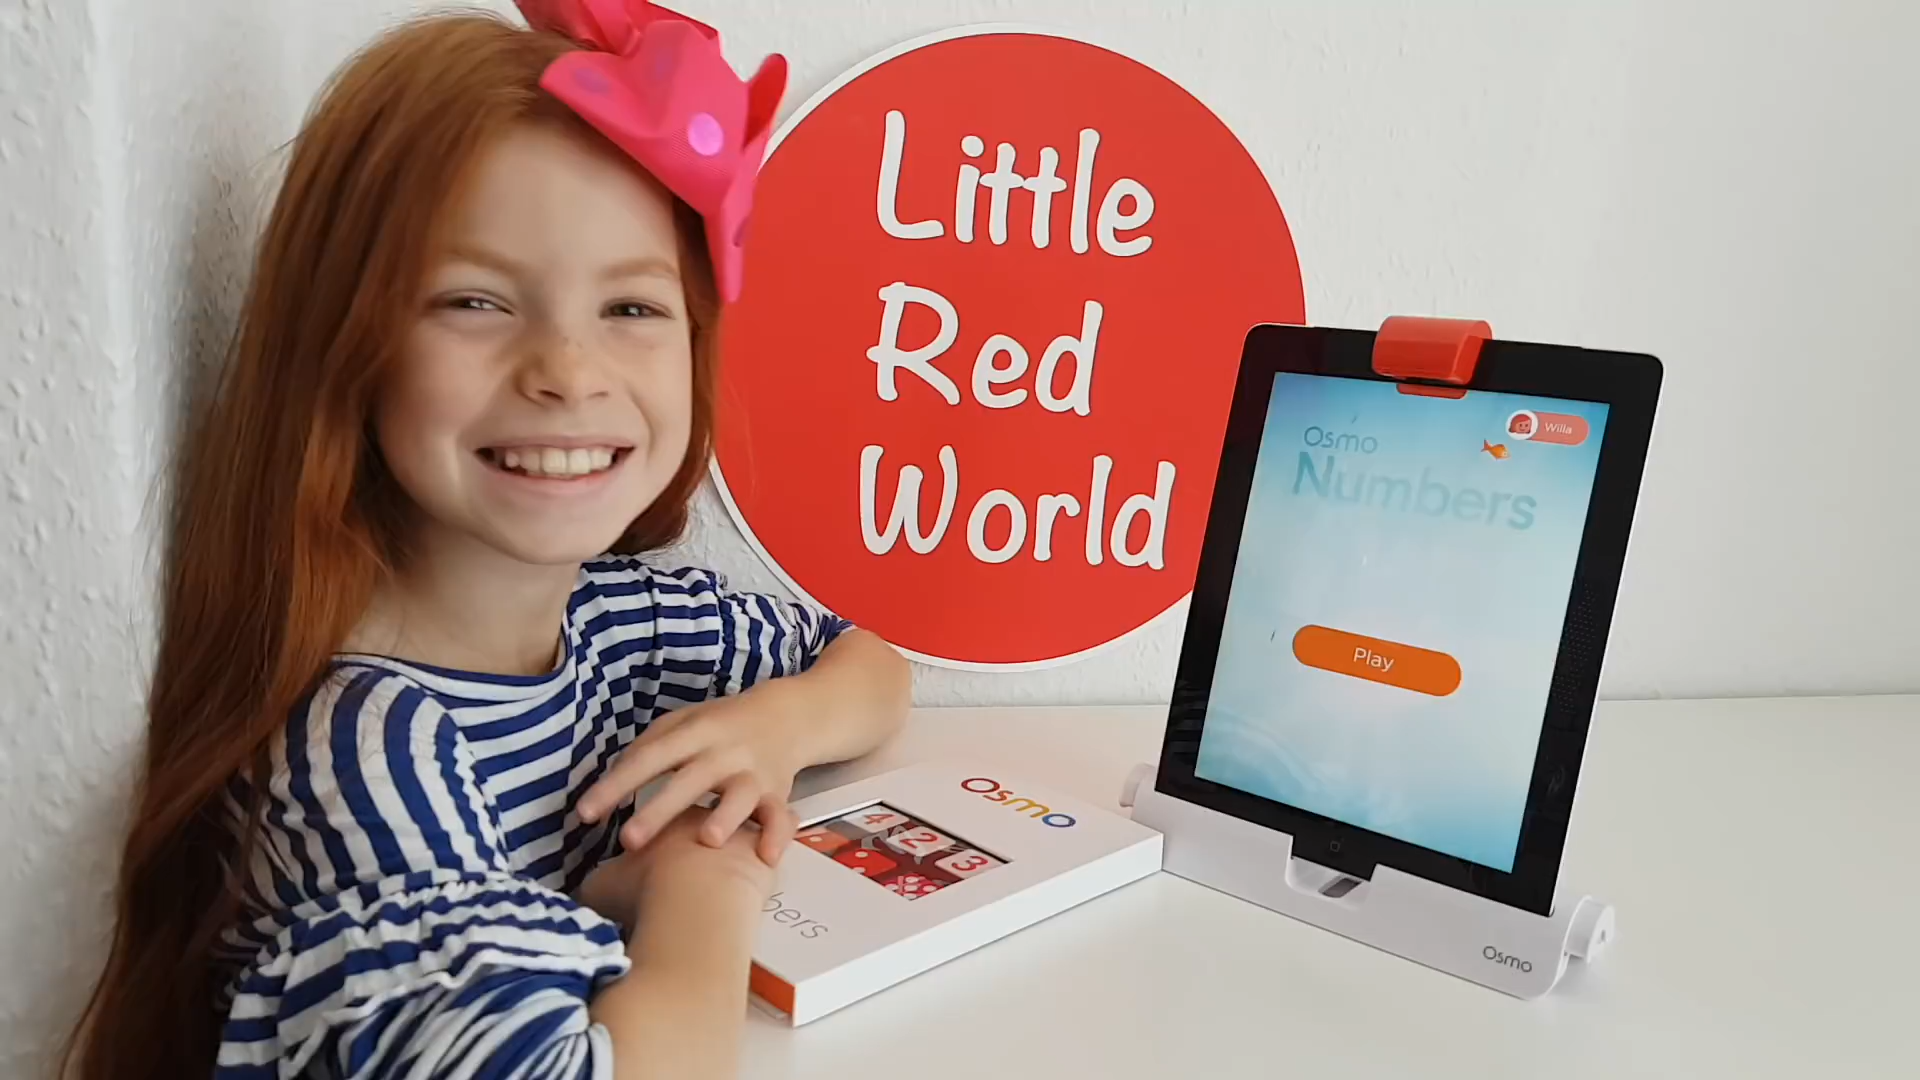 Little
Red
World
Willa
Osmo
Numbers
Play
Osmo
4 2 3
bers
Osmo